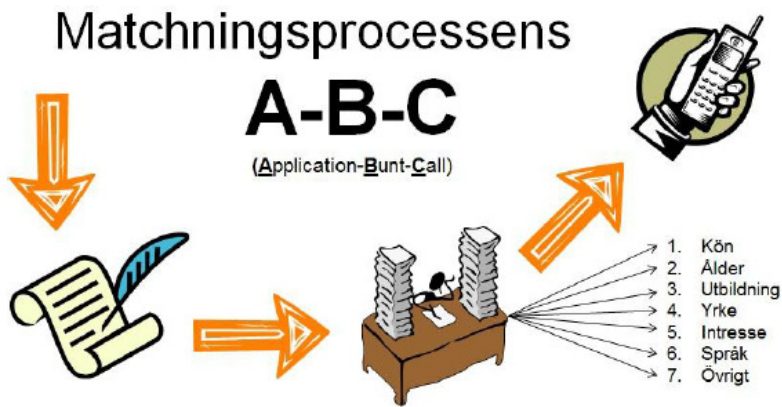 Matchningsprocessens
A-B-C
(Application-Bunt-Call)
1. Kön
2. Ålder
3. Utbildning
4. Yrke
5. Intresse
6. Språk
7. Övrigt